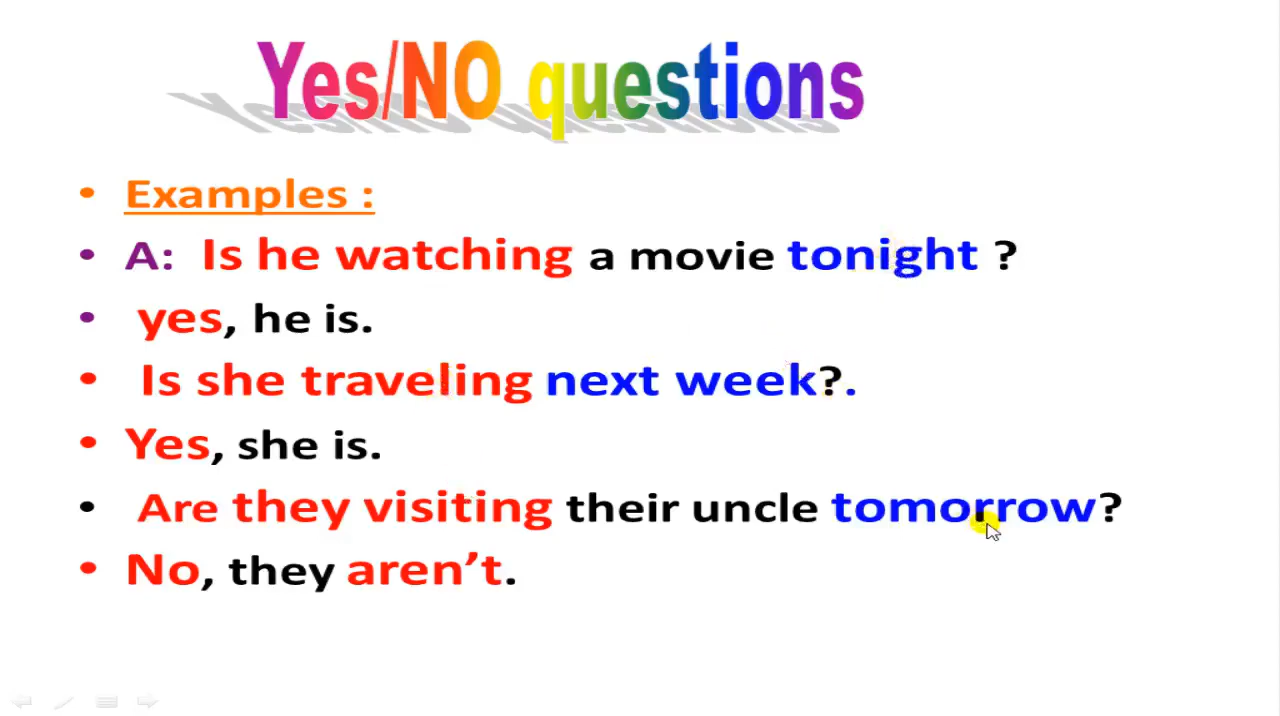 Yes/NO questions
• Examples :
• A: Is he watching a movie tonight ?
• yes, he is.
• Is she traveling next week?.
• Yes, she is.
• Are they visiting their uncle tomorrow?
• No, they aren’t.